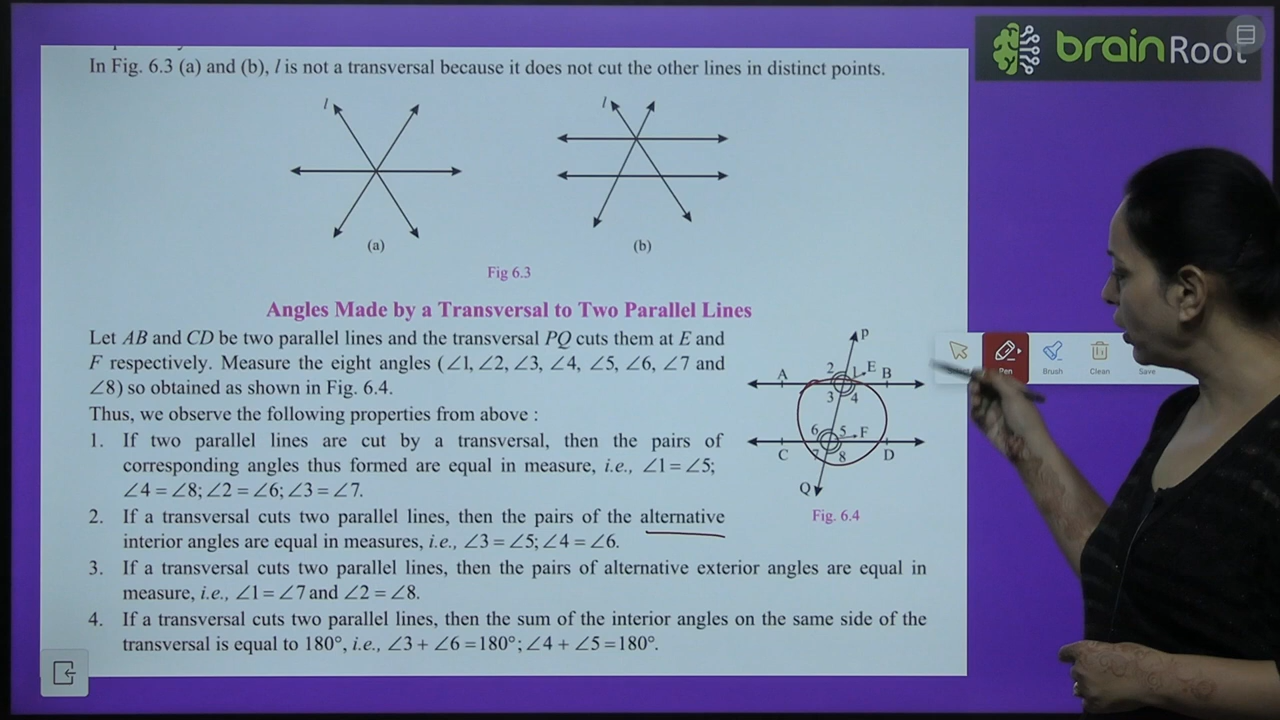 brainRoot
In Fig. 6.3 (a) and (b), l is not a transversal because it does not cut the other lines in distinct points.
l
l
(a)
(b)
Fig 6.3
Angles Made by a Transversal to Two Parallel Lines
Let AB and CD be two parallel lines and the transversal PQ cuts them at E and
F respectively. Measure the eight angles (∠1, ∠2, ∠3, ∠4, ∠5, ∠6, ∠7 and
∠8) so obtained as shown in Fig. 6.4.
Thus, we observe the following properties from above :
1. If two parallel lines are cut by a transversal, then the pairs of
corresponding angles thus formed are equal in measure, i.e., ∠1 = ∠5;
∠4 = ∠8; ∠2 = ∠6; ∠3 = ∠7.
2. If a transversal cuts two parallel lines, then the pairs of the alternative
interior angles are equal in measures, i.e., ∠3 = ∠5; ∠4 = ∠6.
P
A 2 1 E B
3 4
6 5 F
C 7 8 D
Q
Fig. 6.4
3. If a transversal cuts two parallel lines, then the pairs of alternative exterior angles are equal in
measure, i.e., ∠1 = ∠7 and ∠2 = ∠8.
4. If a transversal cuts two parallel lines, then the sum of the interior angles on the same side of the
transversal is equal to 180°, i.e., ∠3 + ∠6 = 180°; ∠4 + ∠5 = 180°.
Pen
Brush
Clean
Save